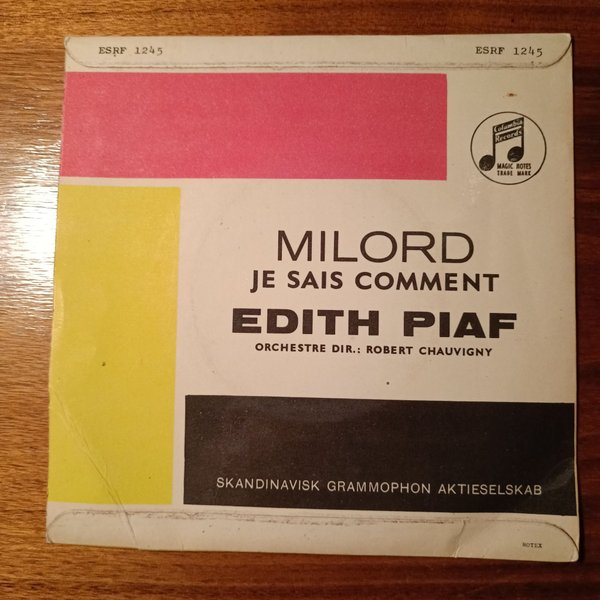 ESRF 1245
ESRF 1245
Columbia
Records
MAGIC NOTES
TRADE MARK
MILORD
JE SAIS COMMENT
EDITH PIAF
ORCHESTRE DIR.: ROBERT CHAUVIGNY
SKANDINAVISK GRAMMOPHON AKTIESELSKAB
ROTEX